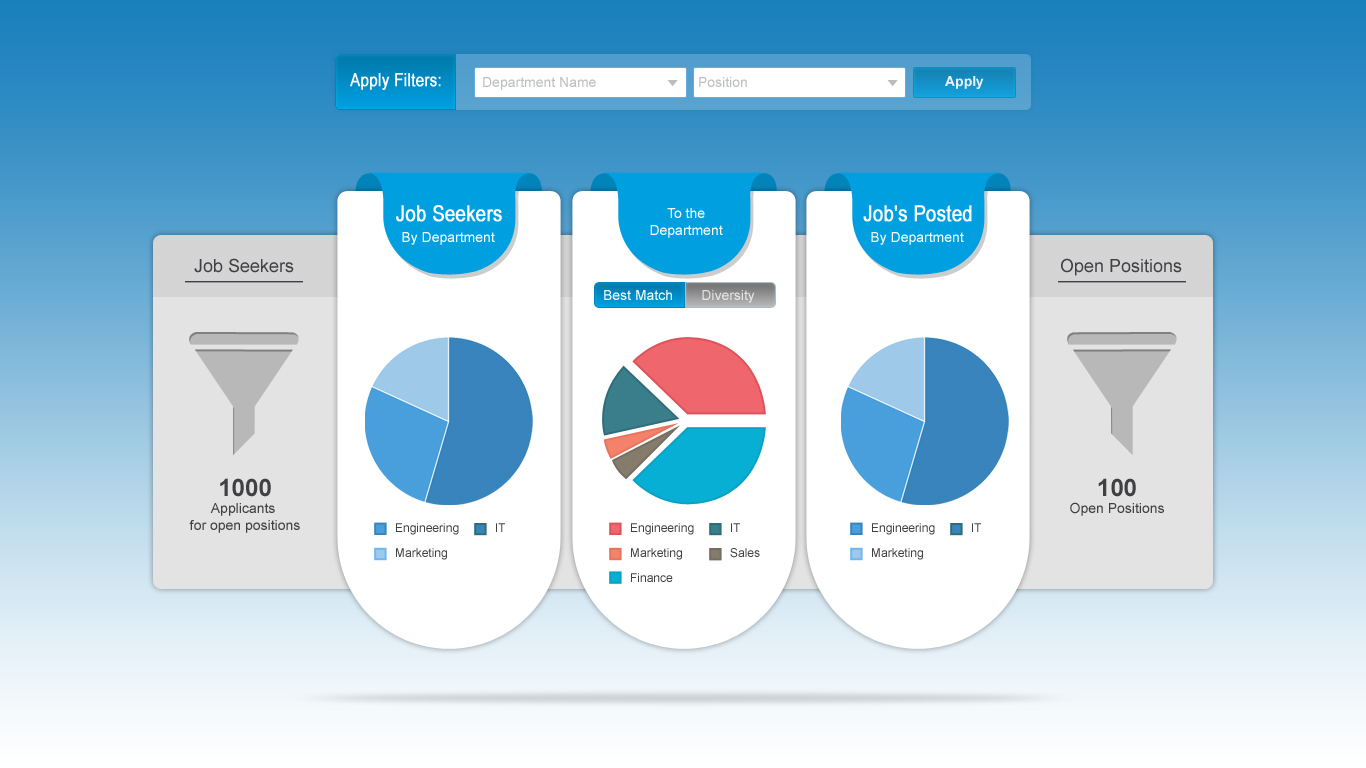 Apply Filters:
Department Name
Position
Apply
Job Seekers
By Department
To the
Department
Job's Posted
By Department
Job Seekers
Open Positions
Best Match
Diversity
1000
Applicants
for open positions
100
Open Positions
Engineering
IT
Marketing
Engineering
IT
Marketing
Sales
Finance
Engineering
IT
Marketing